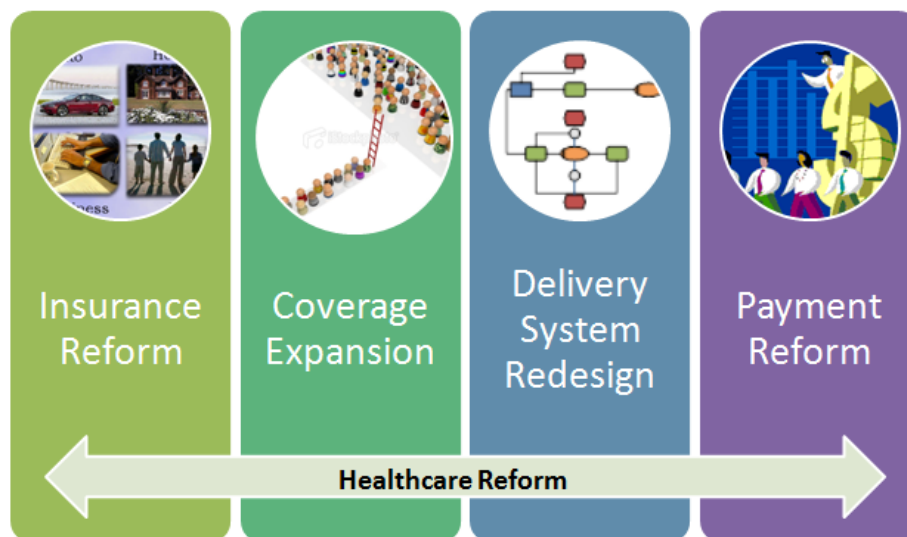 Insurance
Reform
Coverage
Expansion
Delivery
System
Redesign
Payment
Reform
Healthcare Reform